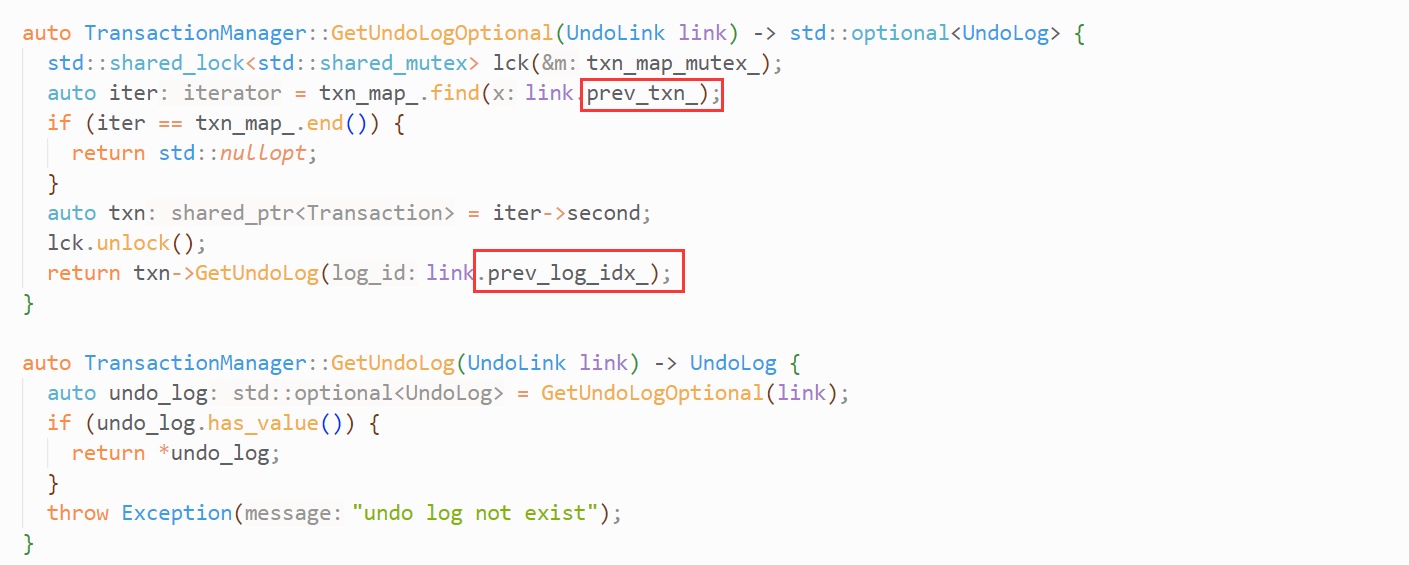 auto TransactionManager::GetUndoLogOptional(UndoLink link) -> std::optional<UndoLog> {
  std::shared_lock<std::shared_mutex> lck(&m: txn_map_mutex_);
  auto iter: iterator = txn_map_.find(x: link.prev_txn_);
  if (iter == txn_map_.end()) {
    return std::nullopt;
  }
  auto txn: shared_ptr<Transaction> = iter->second;
  lck.unlock();
  return txn->GetUndoLog(log_id: link.prev_log_idx_);
}

auto TransactionManager::GetUndoLog(UndoLink link) -> UndoLog {
  auto undo_log: std::optional<UndoLog> = GetUndoLogOptional(link);
  if (undo_log.has_value()) {
    return *undo_log;
  }
  throw Exception(message: "undo log not exist");
}